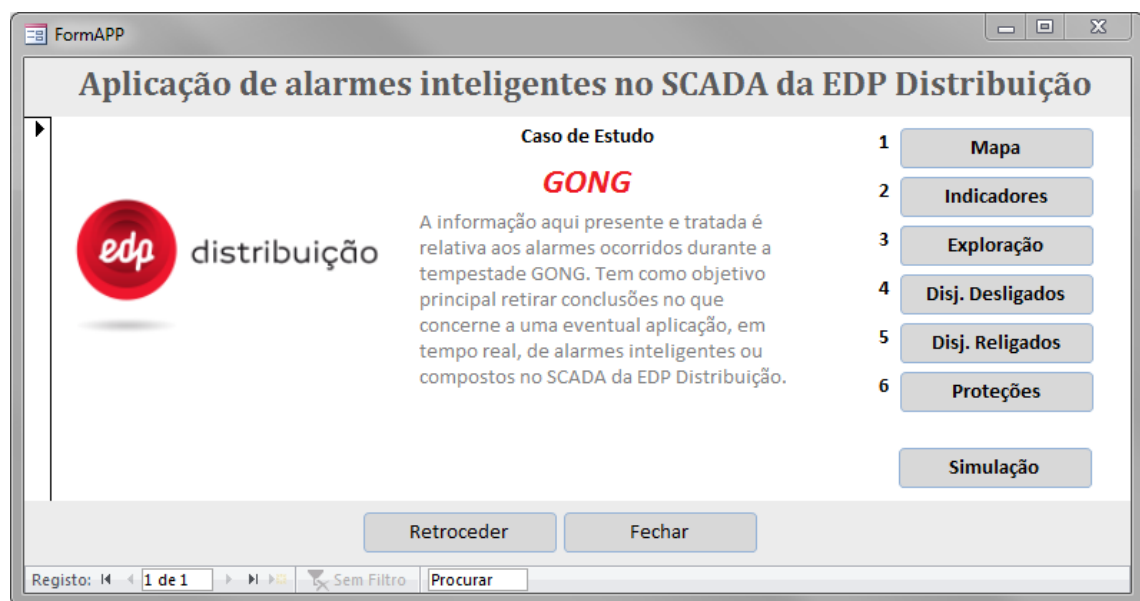 FormAPP
Aplicação de alarmes inteligentes no SCADA da EDP Distribuição
Caso de Estudo
GONG
edp distribuição
A informação aqui presente e tratada é
relativa aos alarmes ocorridos durante a
tempestade GONG. Tem como objetivo
principal retirar conclusões no que
concerne a uma eventual aplicação, em
tempo real, de alarmes inteligentes ou
compostos no SCADA da EDP Distribuição.
1 Mapa
2 Indicadores
3 Exploração
4 Disj. Desligados
5 Disj. Religados
6 Proteções
Simulação
Retroceder Fechar
Registo: 1 de 1 Sem Filtro Procurar